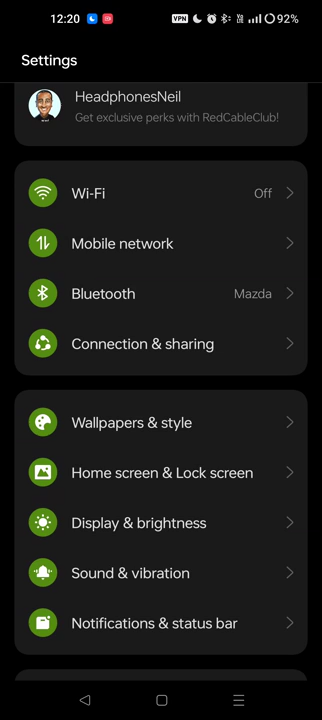 12:20
VPN
92%
Settings
HeadphonesNeil
Get exclusive perks with RedCableClub!
Wi-Fi Off
Mobile network
Bluetooth Mazda
Connection & sharing
Wallpapers & style
Home screen & Lock screen
Display & brightness
Sound & vibration
Notifications & status bar